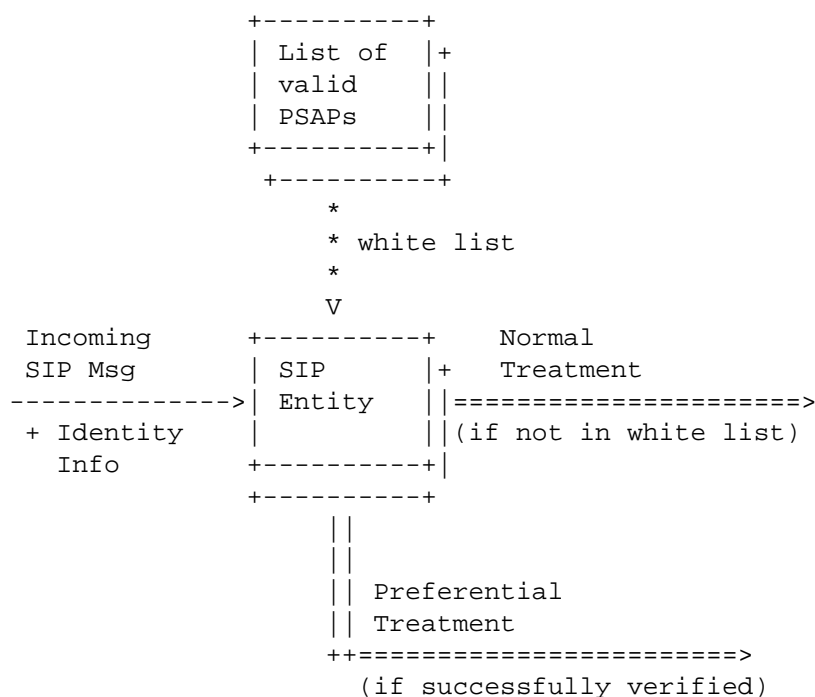 List of
valid
PSAPs
white list
Incoming
SIP Msg
+ Identity
Info
SIP
Entity
Normal
Treatment
(if not in white list)
Preferential
Treatment
(if successfully verified)